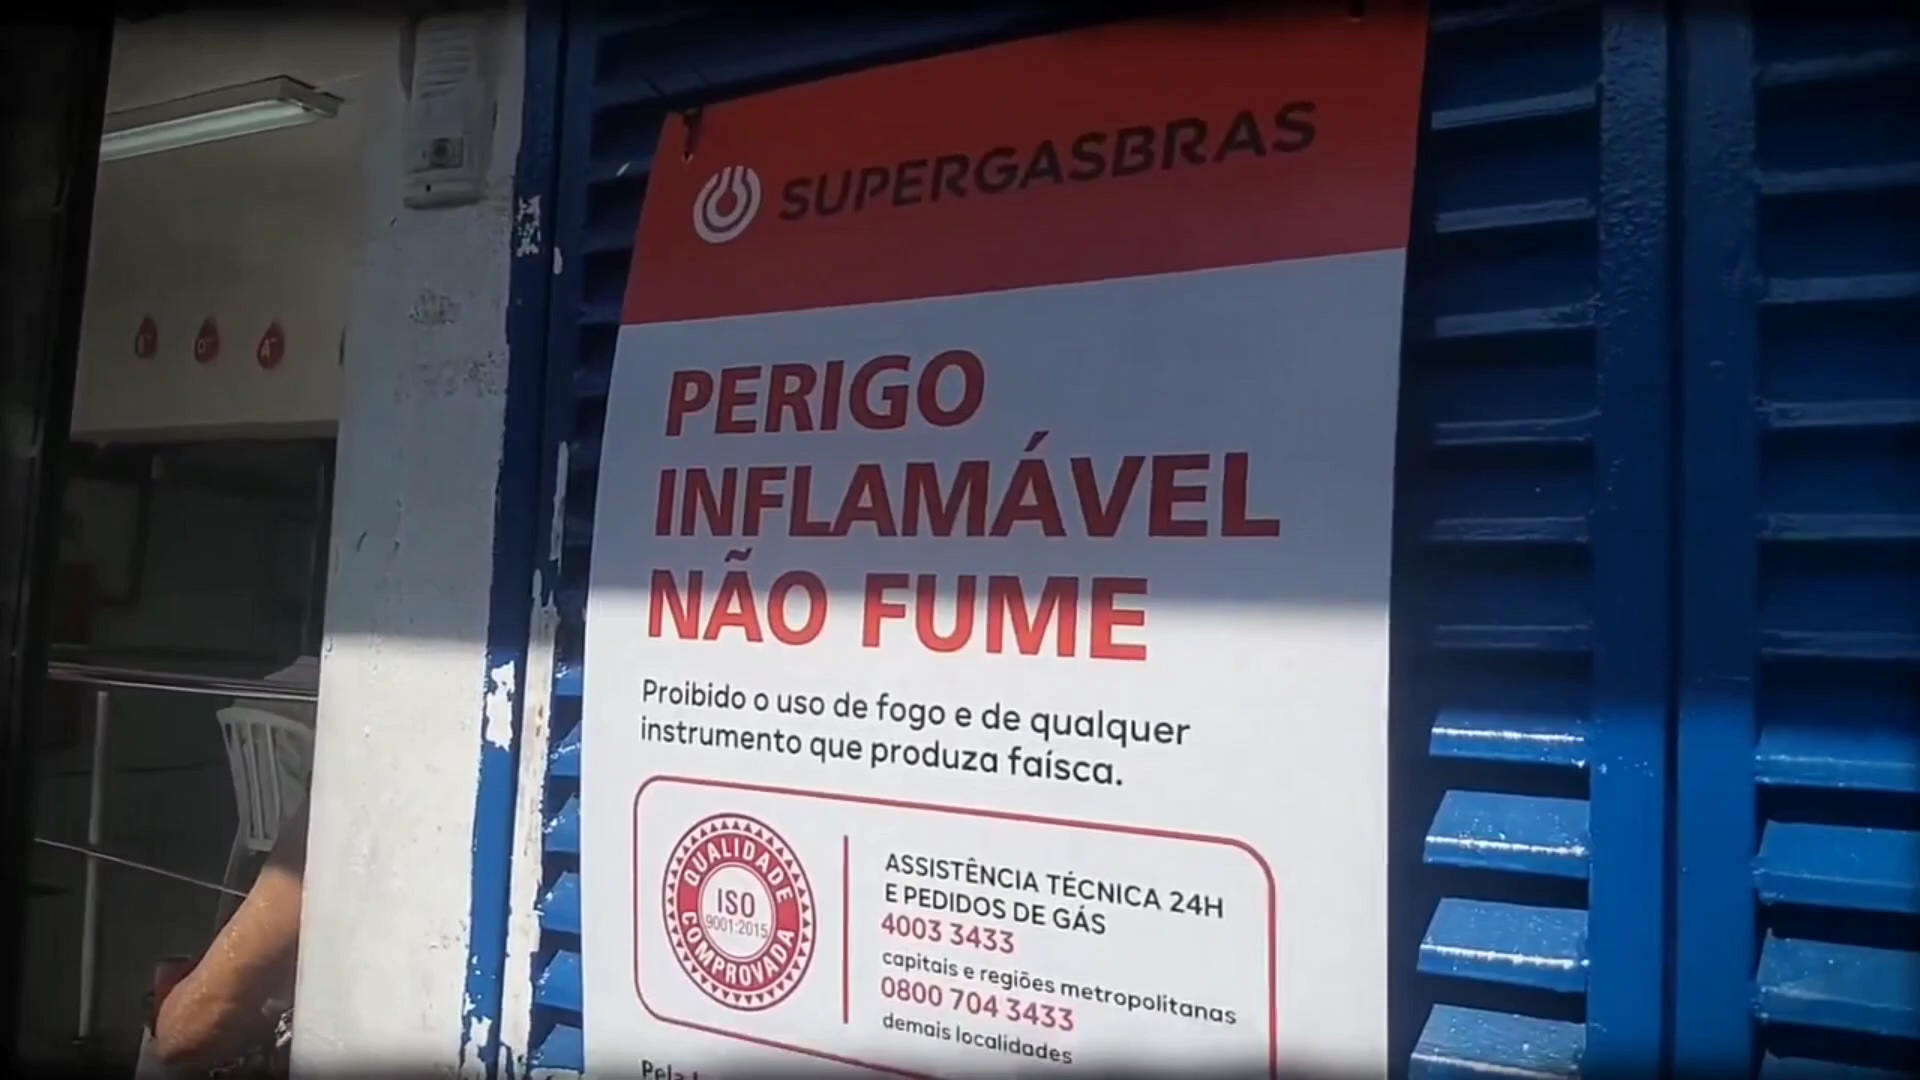 SUPERGASBRAS
PERIGO
INFLAMÁVEL
NÃO FUME
Proibido o uso de fogo e de qualquer
instrumento que produza faísca.
QUALIDADE
ISO
9001:2015
COMPROVADA
ASSISTÊNCIA TÉCNICA 24H
E PEDIDOS DE GÁS
4003 3433
capitais e regiões metropolitanas
0800 704 3433
demais localidades
Pela